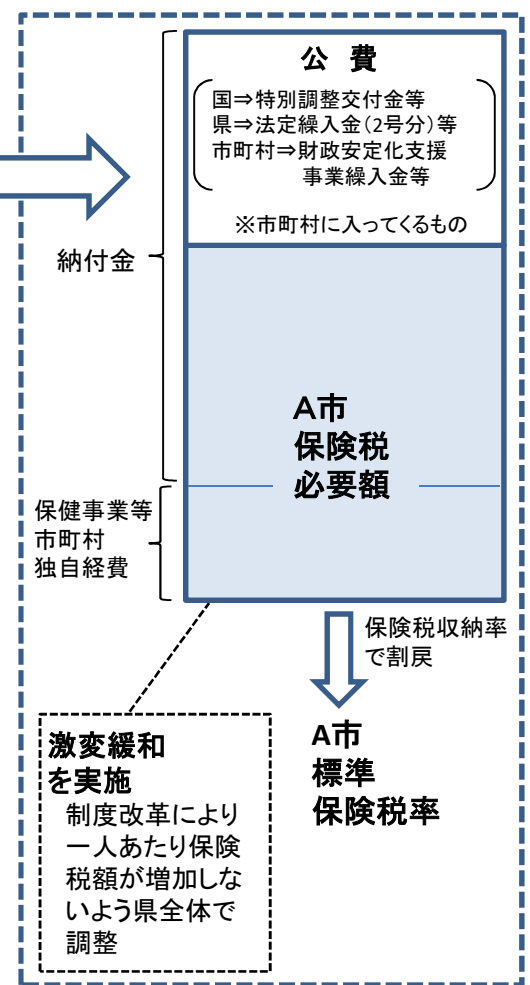 公 費
国⇒特別調整交付金等
県⇒法定繰入金(2号分)等
市町村⇒財政安定化支援
事業繰入金等
※市町村に入ってくるもの
納付金
A市
保険税
必要額
保健事業等
市町村
独自経費
保険税収納率
で割戻
A市
標準
保険税率
激変緩和
を実施
制度改革により
一人あたり保険
税額が増加しな
いよう県全体で
調整